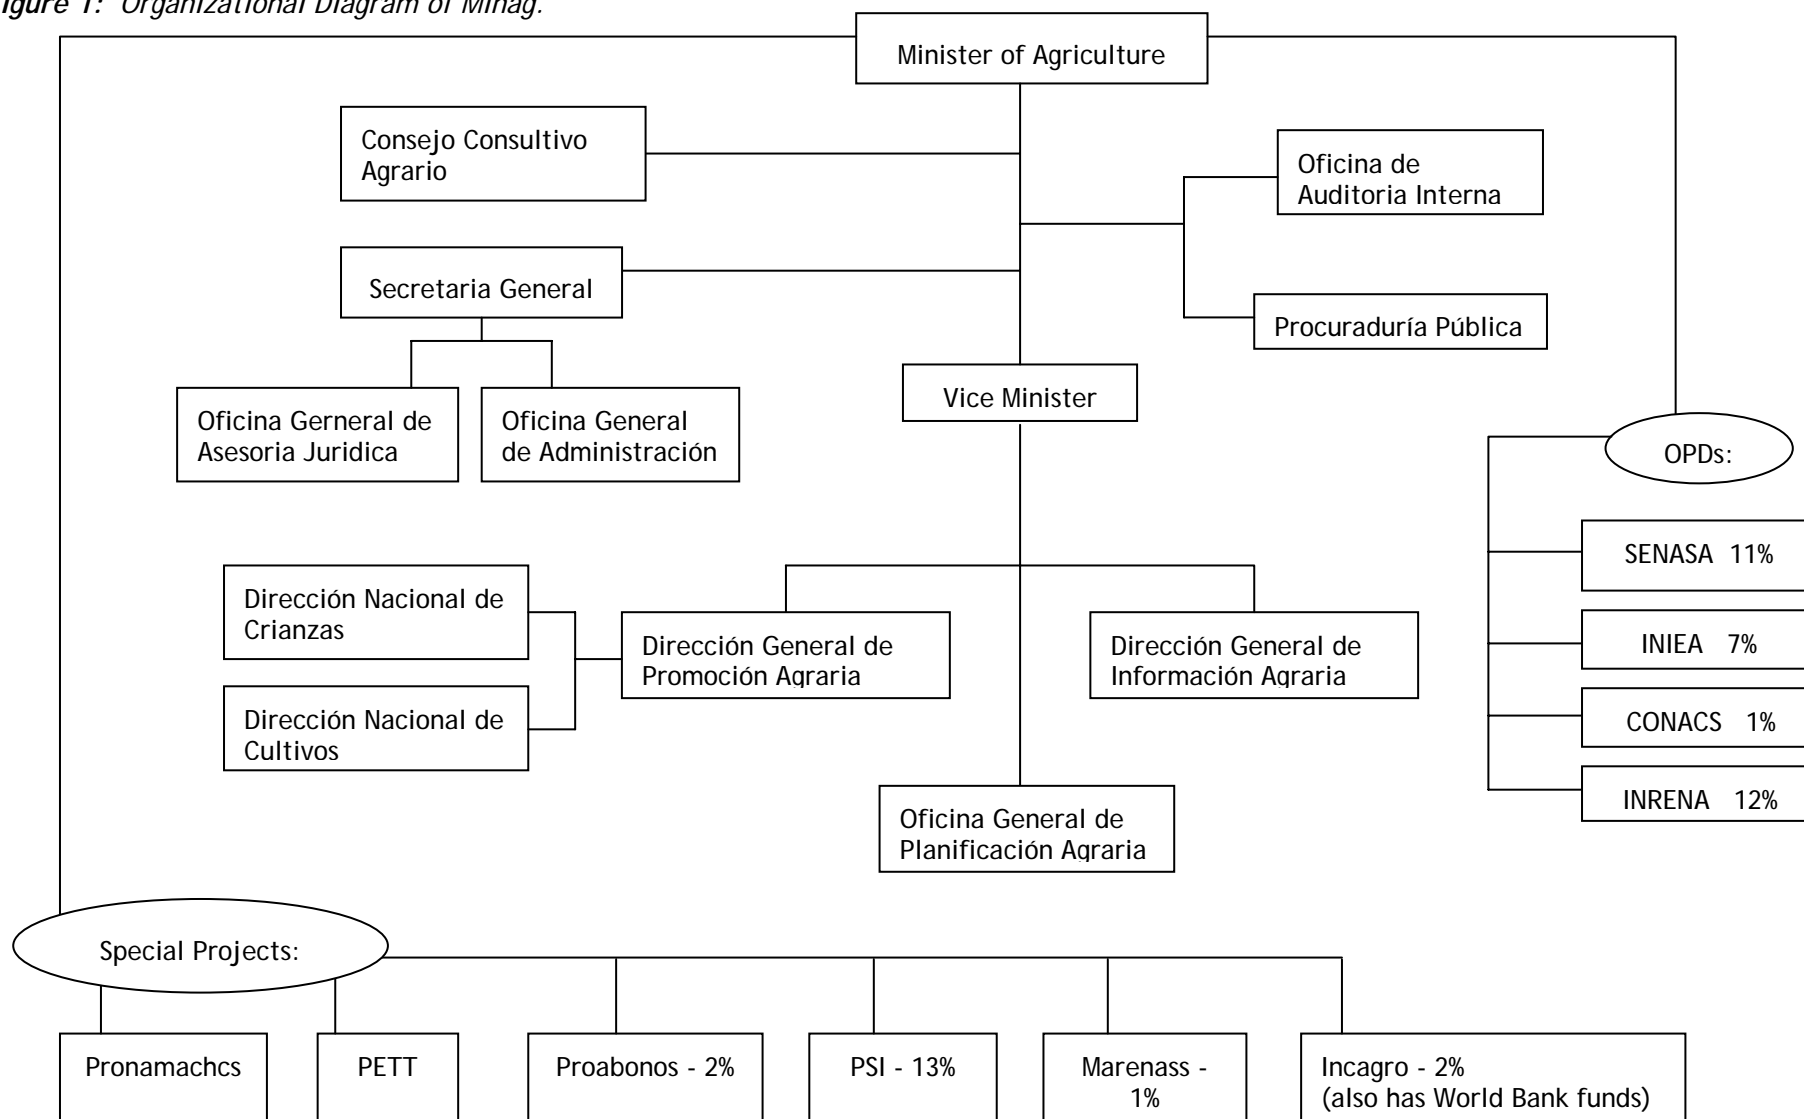 igure 1: Organizational Diagram of Minag.
Minister of Agriculture
Consejo Consultivo
Agrario
Oficina de
Auditoria Interna
Secretaria General
Procuraduría Pública
Vice Minister
Oficina Gerneral de
Asesoria Juridica
Oficina General
de Administración
OPDs:
SENASA 11%
INIEA 7%
CONACS 1%
INRENA 12%
Dirección Nacional de
Crianzas
Dirección General de
Promoción Agraria
Dirección General de
Información Agraria
Dirección Nacional de
Cultivos
Oficina General de
Planificación Agraria
Special Projects:
Pronamachcs
PETT
Proabonos - 2%
PSI - 13%
Marenass -
1%
Incagro - 2%
(also has World Bank funds)